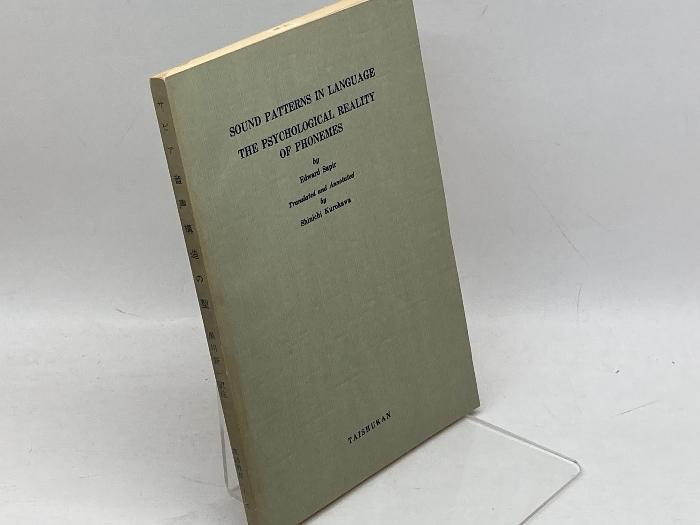 SOUND PATTERNS IN LANGUAGE
THE PSYCHOLOGICAL REALITY
OF PHONEMES
by
Edward Sapir
Translated and Annotated
by
Shinichi Kurokawa
TAISHUKAN
サピア 音声構造の型